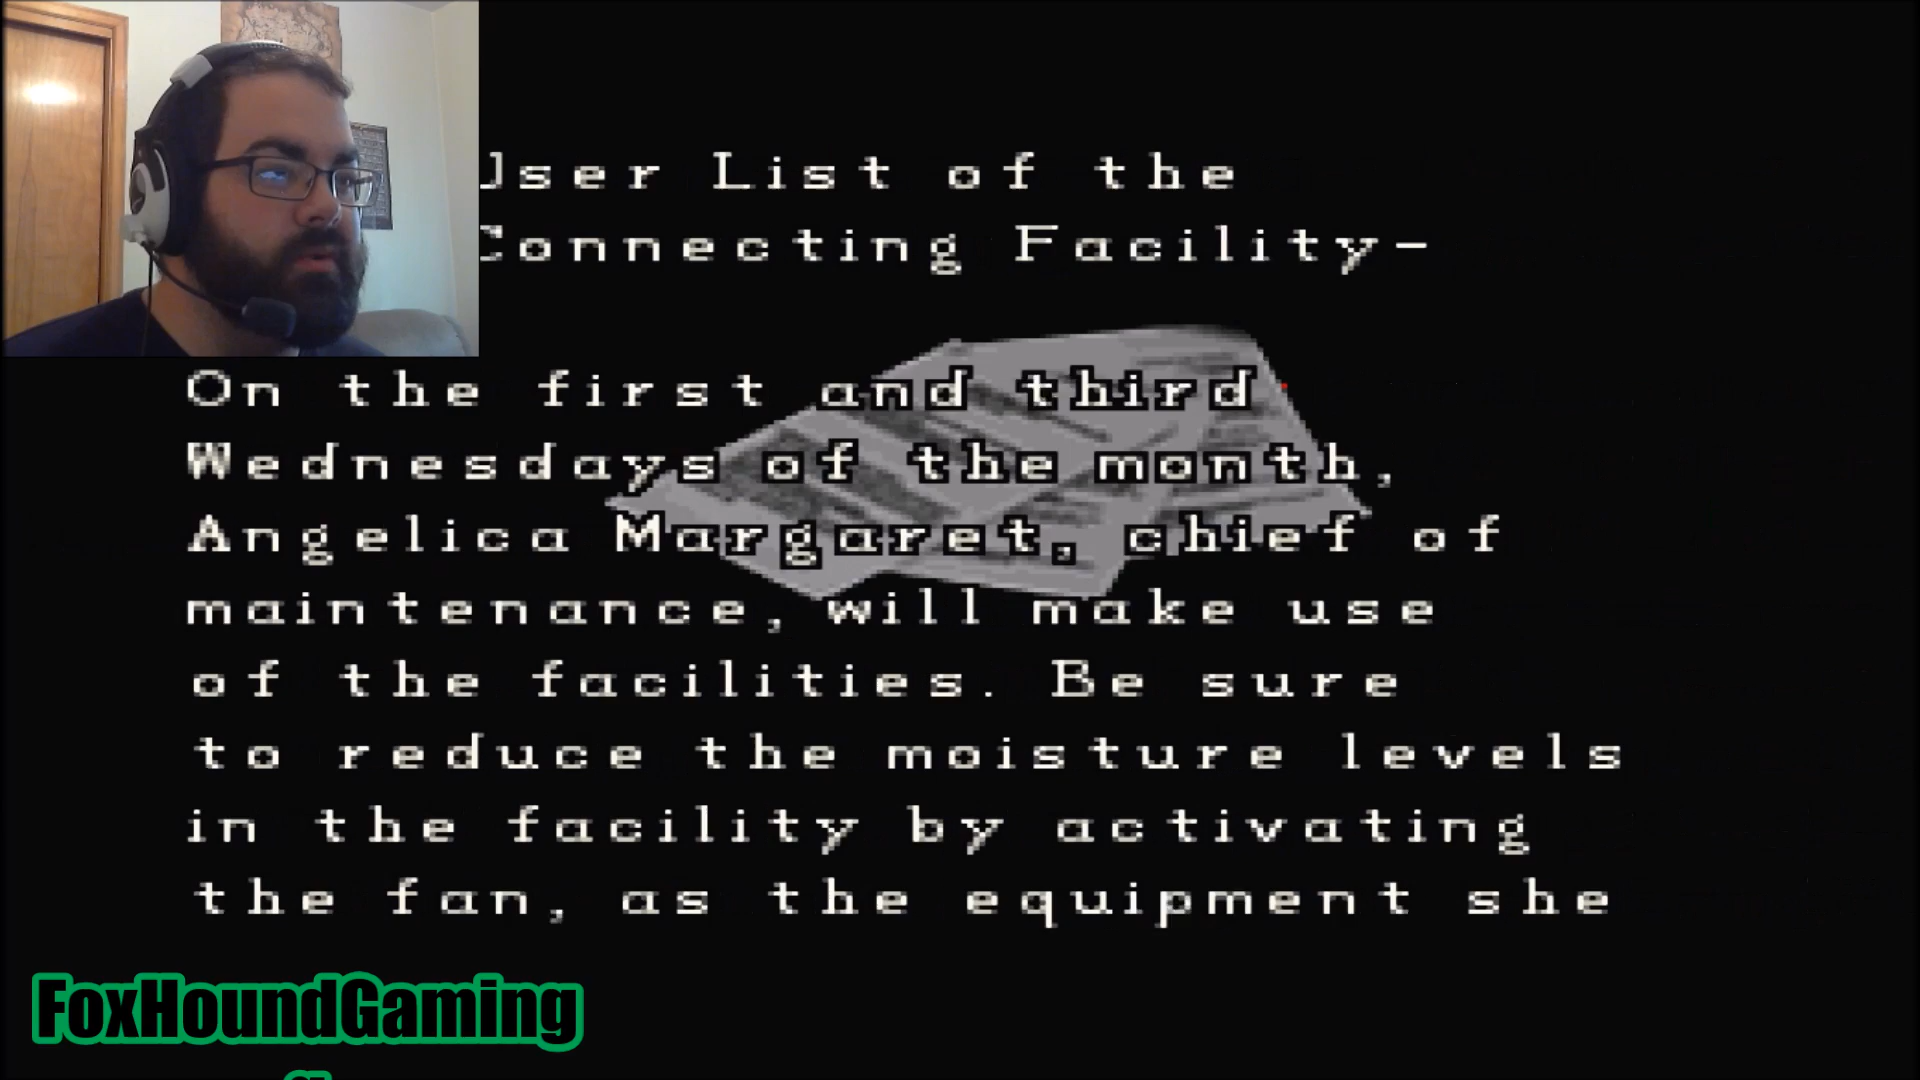 User List of the
Connecting Facility-
On the first and third
Wednesdays of the month,
Angelica Margaret, chief of
maintenance, will make use
of the facilities. Be sure
to reduce the moisture levels
in the facility by activating
the fan, as the equipment she
FoxHoundGaming